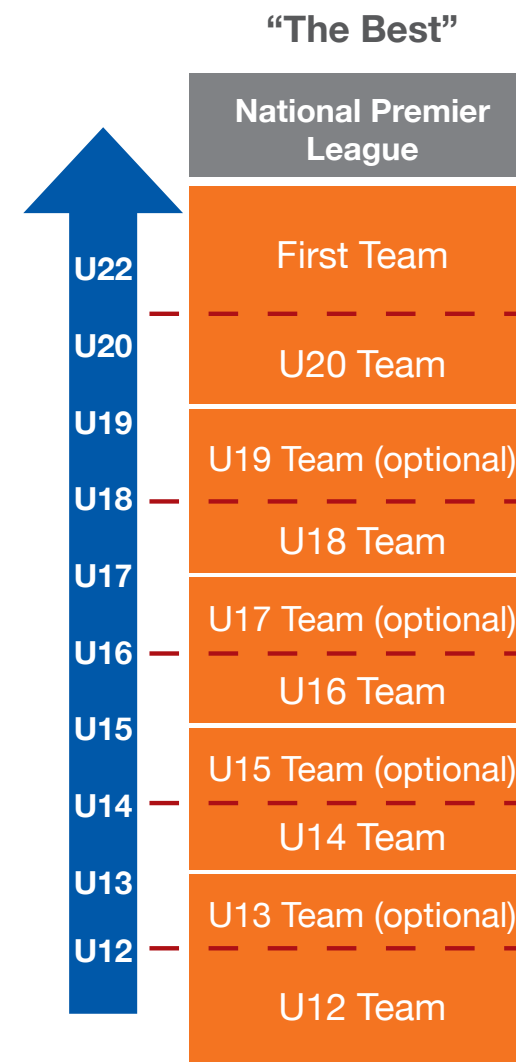 “The Best”
National Premier
League
U22
U20
U19
U18
U17
U16
U15
U14
U13
U12
First Team
U20 Team
U19 Team (optional)
U18 Team
U17 Team (optional)
U16 Team
U15 Team (optional)
U14 Team
U13 Team (optional)
U12 Team